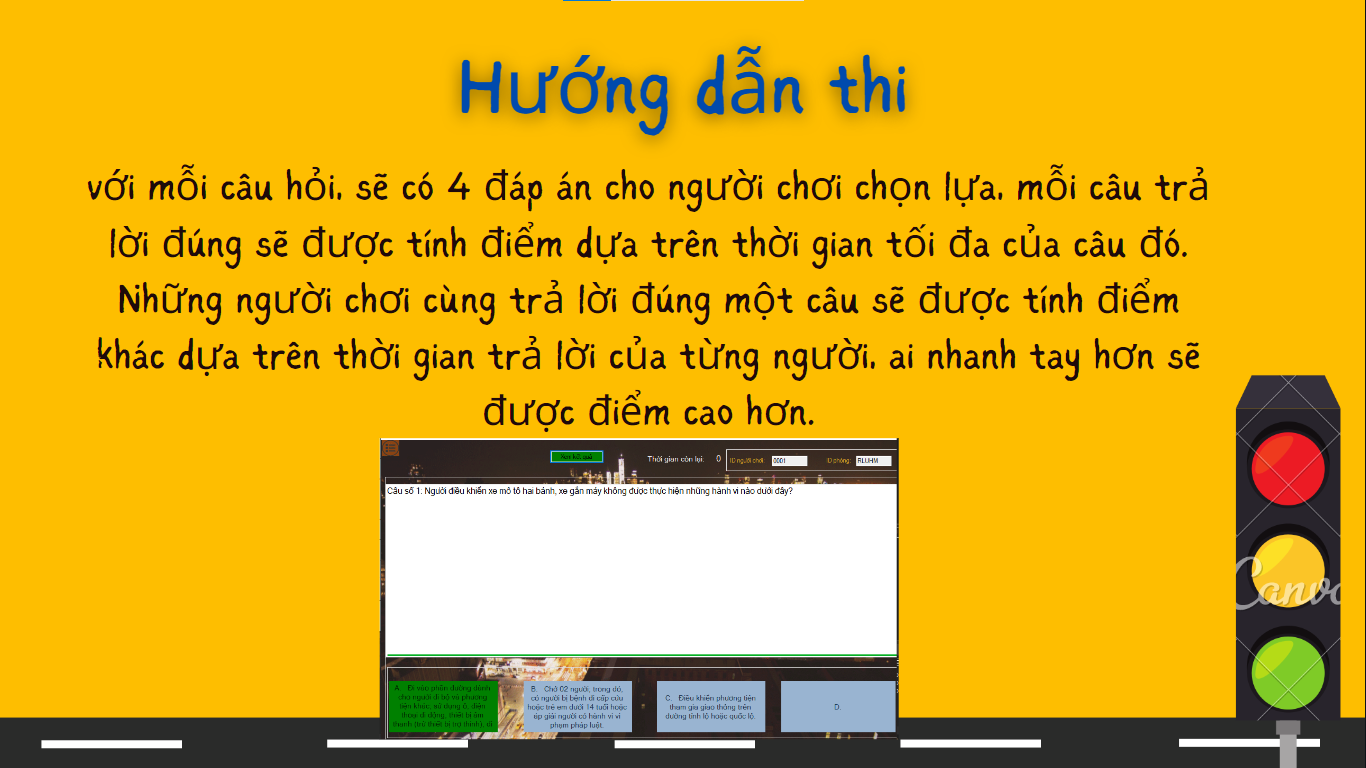 Hướng dẫn thi
với mỗi câu hỏi, sẽ có 4 đáp án cho người chơi chọn lựa, mỗi câu trả
lời đúng sẽ được tính điểm dựa trên thời gian tối đa của câu đó.
Những người chơi cùng trả lời đúng một câu sẽ được tính điểm
khác dựa trên thời gian trả lời của từng người, ai nhanh tay hơn sẽ
được điểm cao hơn.
Xem kết quả Thời gian còn lại: 0 ID người chơi: 0001 ID phòng: RLUHM
Câu số 1: Người điều khiển xe mô tô hai bánh, xe gắn máy không được thực hiện những hành vi nào dưới đây?
A. Đi vào phần đường dành
cho người đi bộ và phương
tiện khác; sử dụng ô, điện
thoại di động, thiết bị âm
thanh (trừ thiết bị trợ thính), đi
B. Chở 02 người; trong đó,
có người bị bệnh đi cấp cứu
hoặc trẻ em dưới 14 tuổi hoặc
áp giải người có hành vi vi
phạm pháp luật.
C. Điều khiển phương tiện
tham gia giao thông trên
đường tỉnh lộ hoặc quốc lộ.
D.
Canva